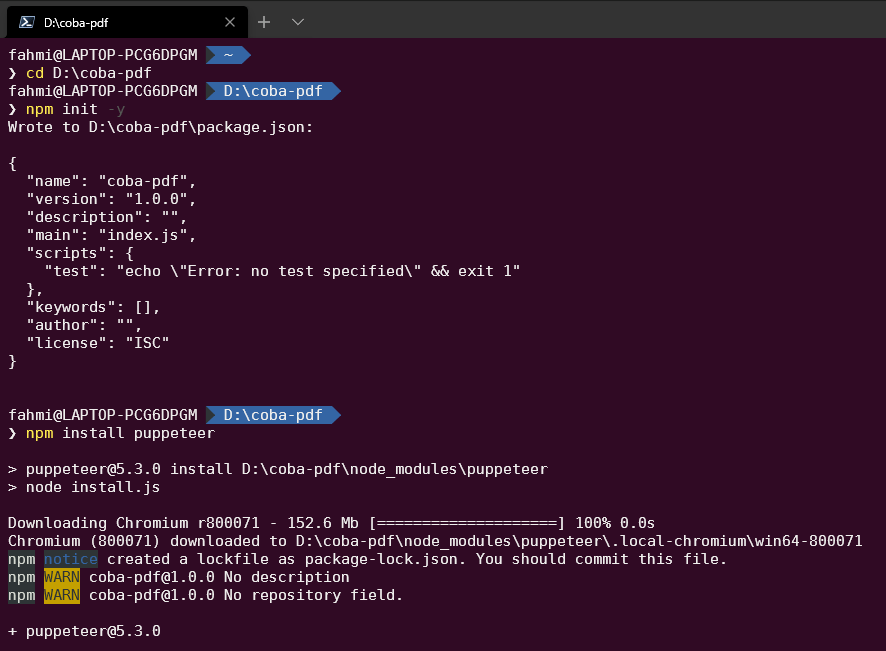 D:\coba-pdf
fahmi@LAPTOP-PCG6DPGM ~
❯ cd D:\coba-pdf
fahmi@LAPTOP-PCG6DPGM D:\coba-pdf
❯ npm init -y
Wrote to D:\coba-pdf\package.json:

{
  "name": "coba-pdf",
  "version": "1.0.0",
  "description": "",
  "main": "index.js",
  "scripts": {
    "test": "echo \"Error: no test specified\" && exit 1"
  },
  "keywords": [],
  "author": "",
  "license": "ISC"
}

fahmi@LAPTOP-PCG6DPGM D:\coba-pdf
❯ npm install puppeteer

> puppeteer@5.3.0 install D:\coba-pdf\node_modules\puppeteer
> node install.js

Downloading Chromium r800071 - 152.6 Mb [====================] 100% 0.0s
Chromium (800071) downloaded to D:\coba-pdf\node_modules\puppeteer\.local-chromium\win64-800071
npm notice created a lockfile as package-lock.json. You should commit this file.
npm WARN coba-pdf@1.0.0 No description
npm WARN coba-pdf@1.0.0 No repository field.

+ puppeteer@5.3.0